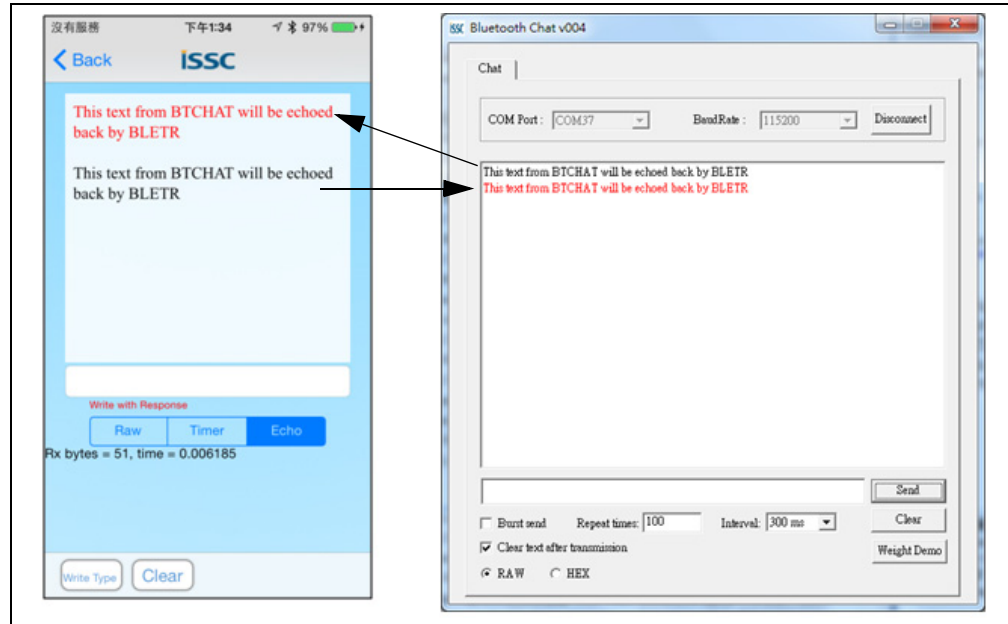 沒有服務 下午1:34 97%
Back ISSC
This text from BTCHAT will be echoed
back by BLETR
This text from BTCHAT will be echoed
back by BLETR
Write with Response
Raw Timer Echo
Rx bytes = 51, time = 0.006185
Write Type Clear
ISSC Bluetooth Chat v004
Chat
COM Port : COM37 BaudRate : 115200 Disconnect
This text from BTCHAT will be echoed back by BLETR
This text from BTCHAT will be echoed back by BLETR
Send
Burst send Repeat times: 100 Interval: 300 ms Clear
Clear text after transmission Weight Demo
RAW HEX